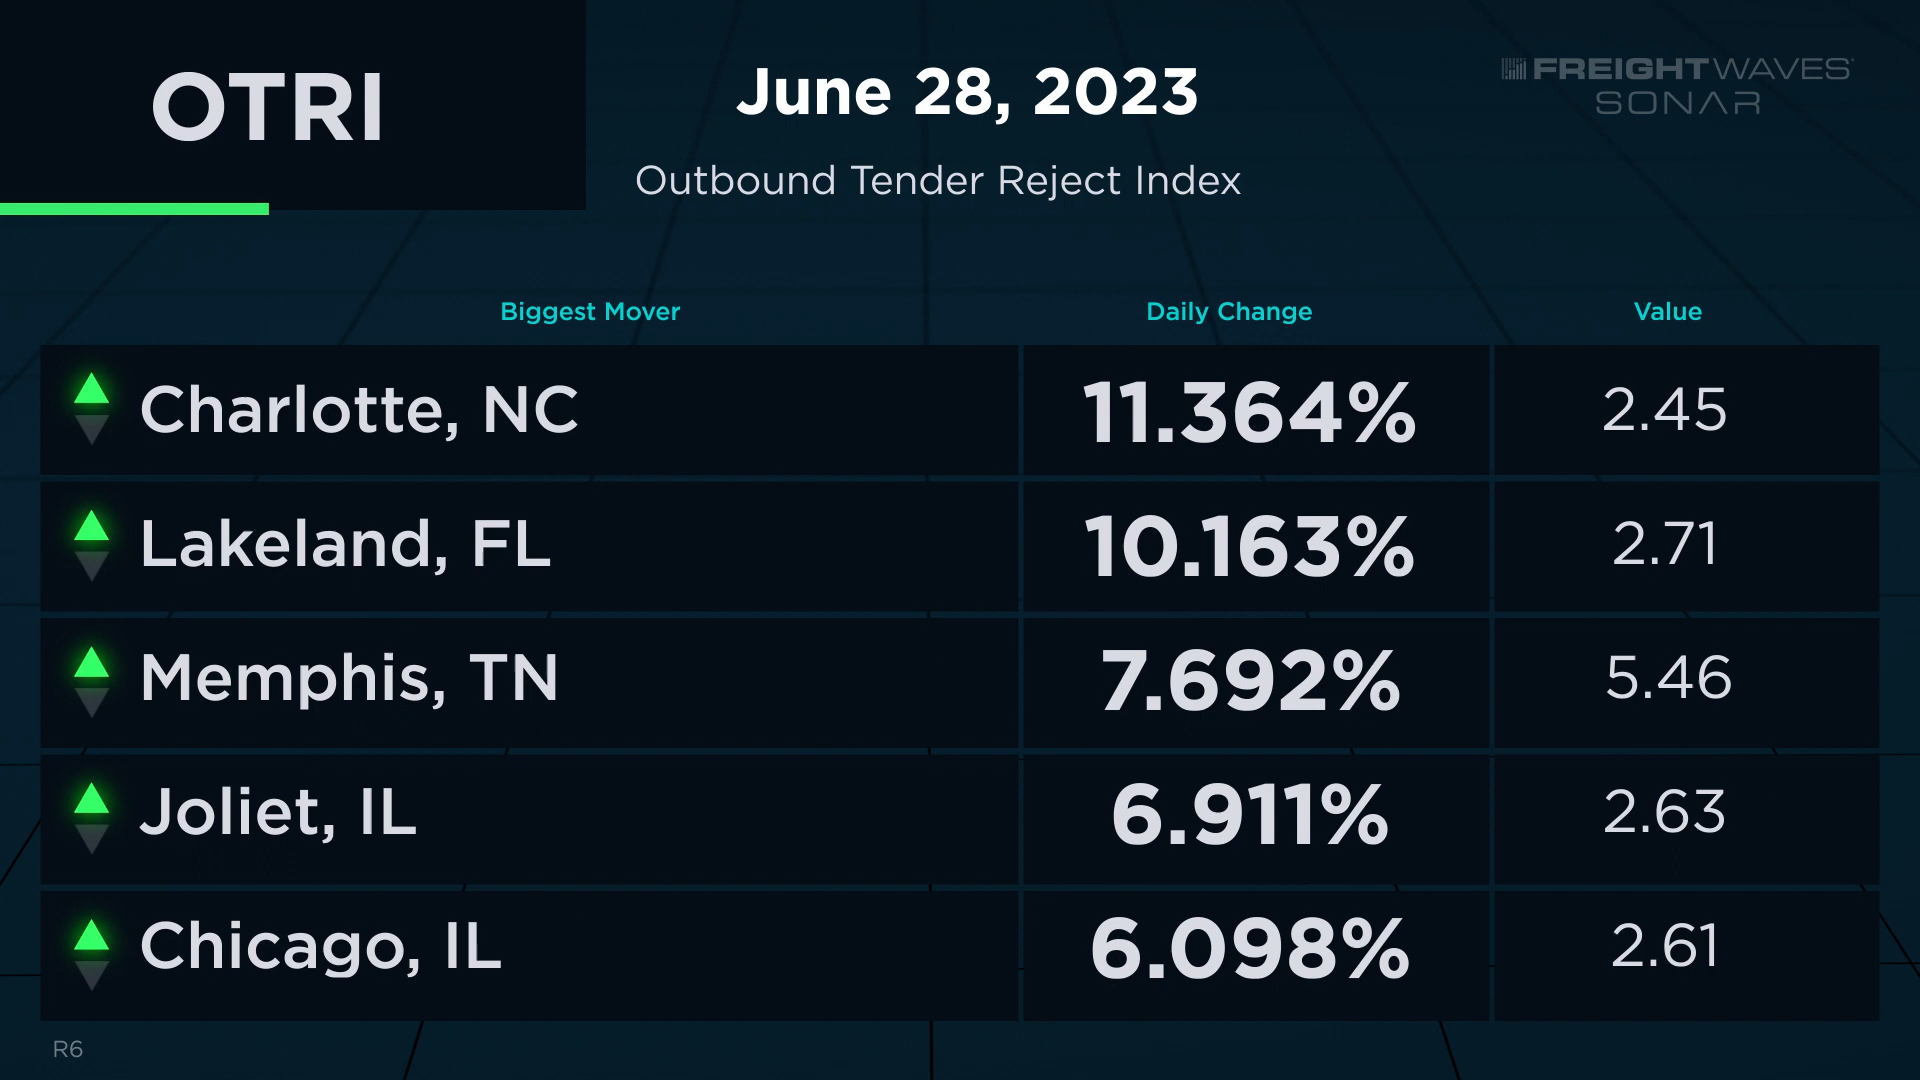 OTRI
June 28, 2023
Outbound Tender Reject Index
FREIGHTWAVES
SONAR
Biggest Mover Daily Change Value
Charlotte, NC 11.364% 2.45
Lakeland, FL 10.163% 2.71
Memphis, TN 7.692% 5.46
Joliet, IL 6.911% 2.63
Chicago, IL 6.098% 2.61
R6